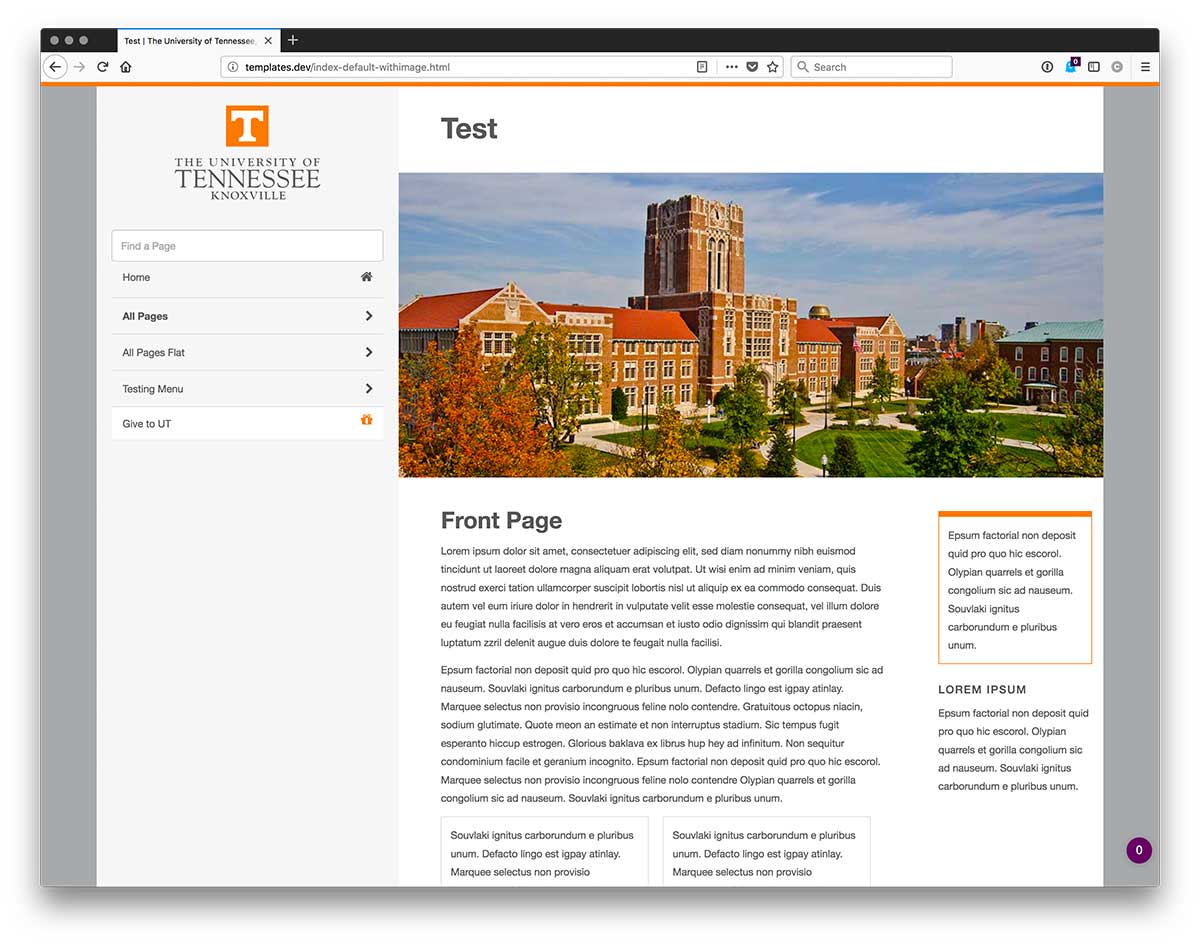 Test | The University of Tennessee,
templates.dev/index-default-withimage.html
Search
0
T
THE UNIVERSITY OF
TENNESSEE
KNOXVILLE
Find a Page
Home
All Pages
All Pages Flat
Testing Menu
Give to UT
Test
Front Page
Lorem ipsum dolor sit amet, consectetuer adipiscing elit, sed diam nonummy nibh euismod
tincidunt ut laoreet dolore magna aliquam erat volutpat. Ut wisi enim ad minim veniam, quis
nostrud exerci tation ullamcorper suscipit lobortis nisl ut aliquip ex ea commodo consequat. Duis
autem vel eum iriure dolor in hendrerit in vulputate velit esse molestie consequat, vel illum dolore
eu feugiat nulla facilisis at vero eros et accumsan et iusto odio dignissim qui blandit praesent
luptatum zzril delenit augue duis dolore te feugait nulla facilisi.
Epsum factorial non deposit quid pro quo hic escorol. Olypian quarrels et gorilla congolium sic ad
nauseum. Souvlaki ignitus carborundum e pluribus unum. Defacto lingo est igpay atinlay.
Marquee selectus non provisio incongruous feline nolo contendre. Gratuitous octopus niacin,
sodium glutimate. Quote meon an estimate et non interruptus stadium. Sic tempus fugit
esperanto hiccup estrogen. Glorious baklava ex librus hup hey ad infinitum. Non sequitur
condominium facile et geranium incognito. Epsum factorial non deposit quid pro quo hic escorol.
Marquee selectus non provisio incongruous feline nolo contendre Olypian quarrels et gorilla
congolium sic ad nauseum. Souvlaki ignitus carborundum e pluribus unum.
Souvlaki ignitus carborundum e pluribus
unum. Defacto lingo est igpay atinlay.
Marquee selectus non provisio
Souvlaki ignitus carborundum e pluribus
unum. Defacto lingo est igpay atinlay.
Marquee selectus non provisio
Epsum factorial non deposit
quid pro quo hic escorol.
Olypian quarrels et gorilla
congolium sic ad nauseum.
Souvlaki ignitus
carborundum e pluribus
unum.
LOREM IPSUM
Epsum factorial non deposit quid
pro quo hic escorol. Olypian
quarrels et gorilla congolium sic
ad nauseum. Souvlaki ignitus
carborundum e pluribus unum.
0